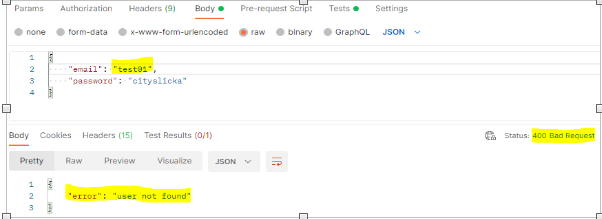 Params Authorization Headers (9) Body Pre-request Script Tests Settings
none form-data x-www-form-urlencoded raw binary GraphQL JSON
1 {
2 "email": "test01",
3 "password": "cityslicka"
4 }
Body Cookies Headers (15) Test Results (0/1) Status: 400 Bad Request
Pretty Raw Preview Visualize JSON
1 {
2 "error": "user not found"
3 }